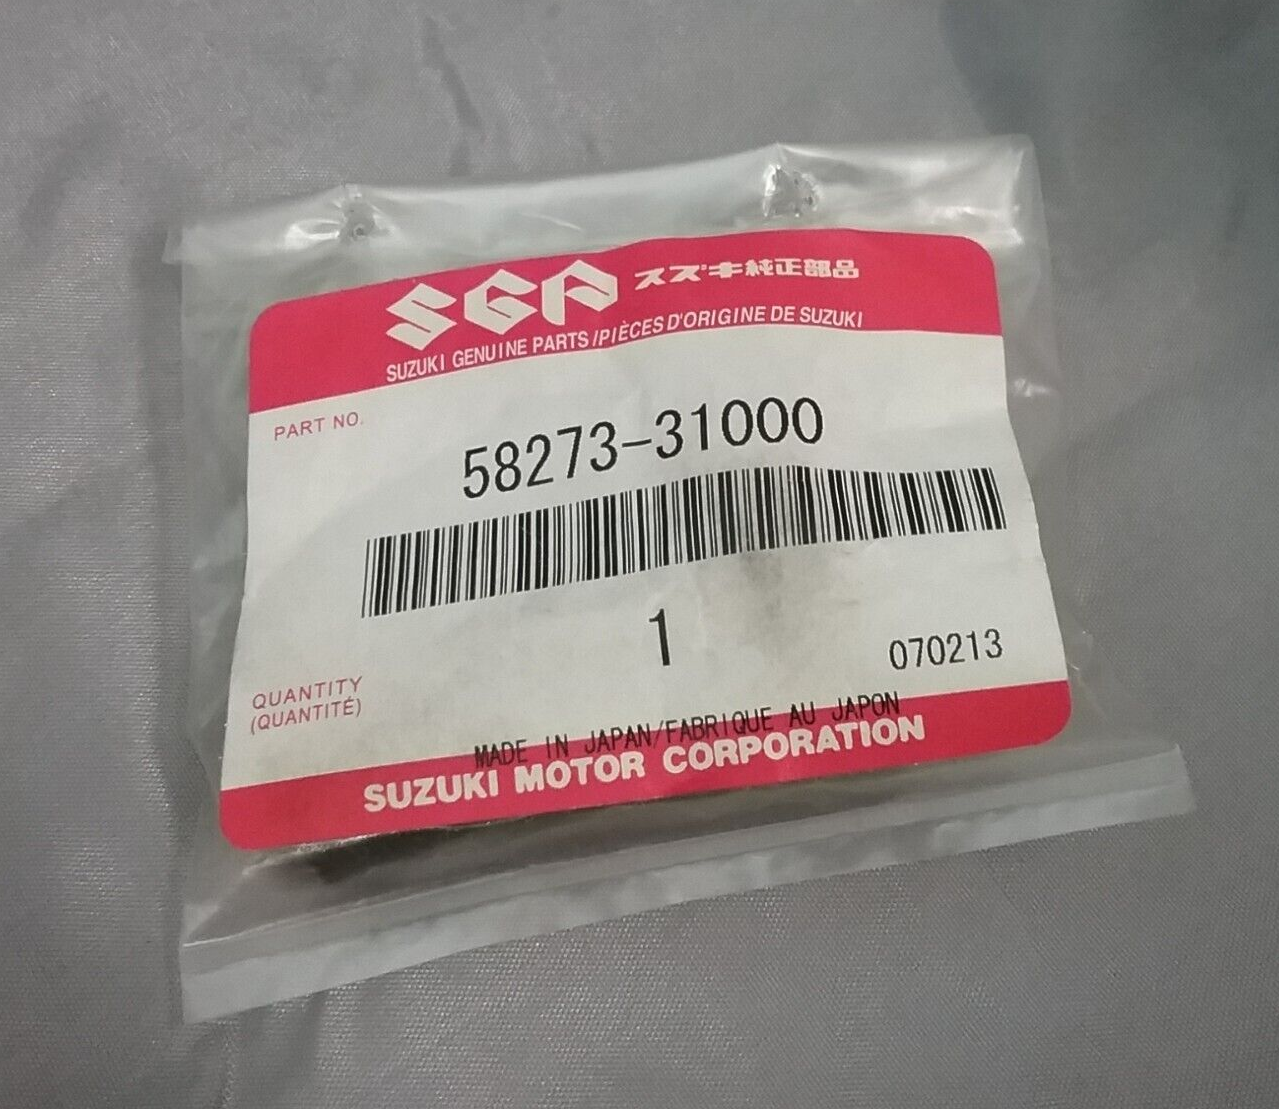 SGP スズキ純正部品
SUZUKI GENUINE PARTS/PIÈCES D'ORIGINE DE SUZUKI
PART NO.
58273-31000
1
070213
QUANTITY
(QUANTITÉ)
MADE IN JAPAN/FABRIQUE AU JAPON
SUZUKI MOTOR CORPORATION